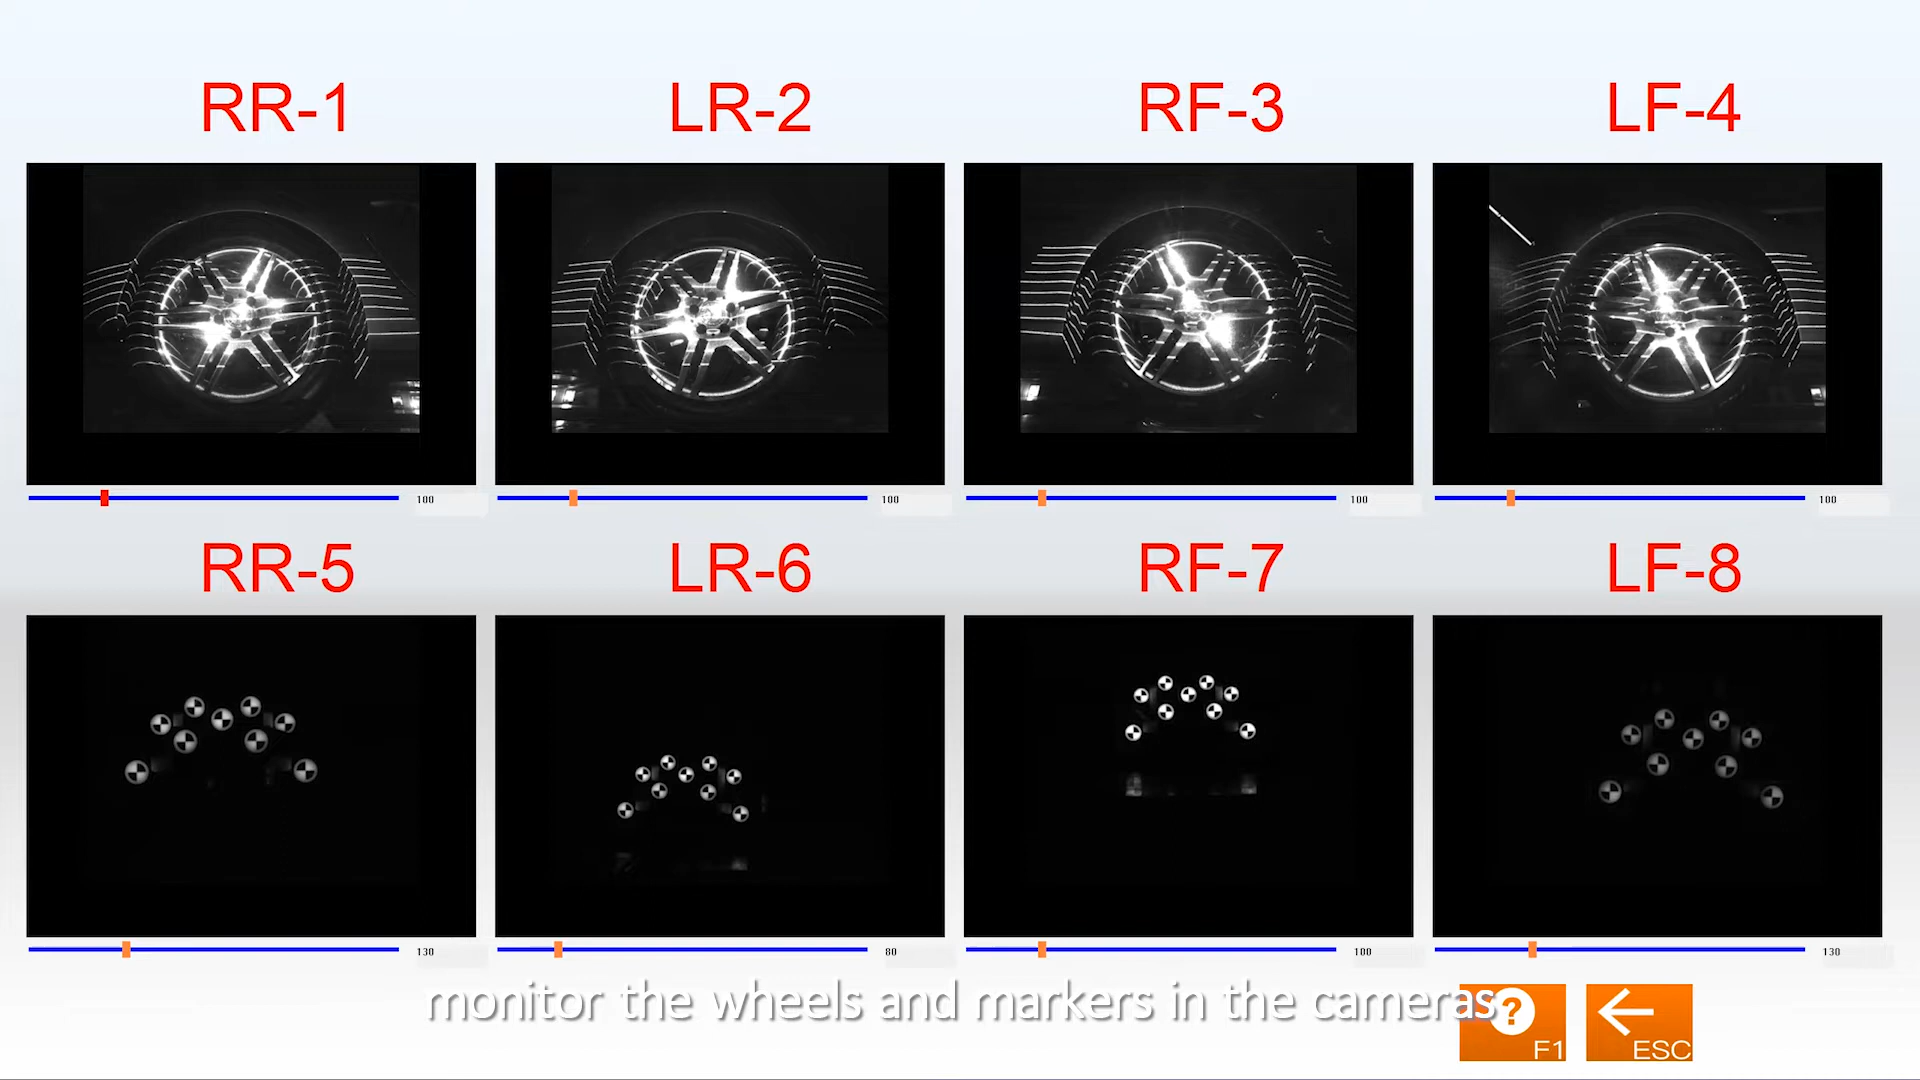 RR-1
LR-2
RF-3
LF-4
100
100
100
100
RR-5
LR-6
RF-7
LF-8
130
80
100
130
monitor the wheels and markers in the cameras
?
F1
ESC